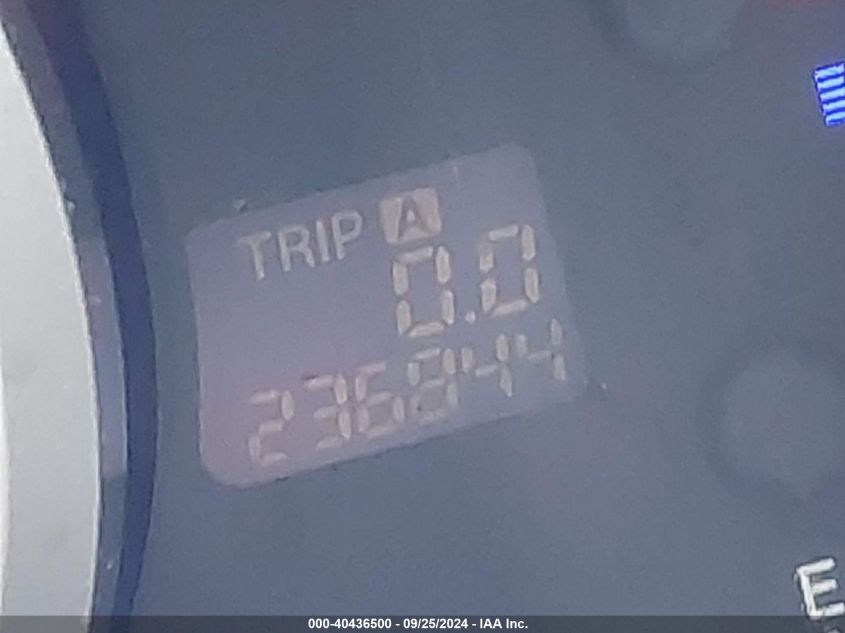 TRIP A
0.0
236844
E
000-40436500 - 09/25/2024 - IAA Inc.